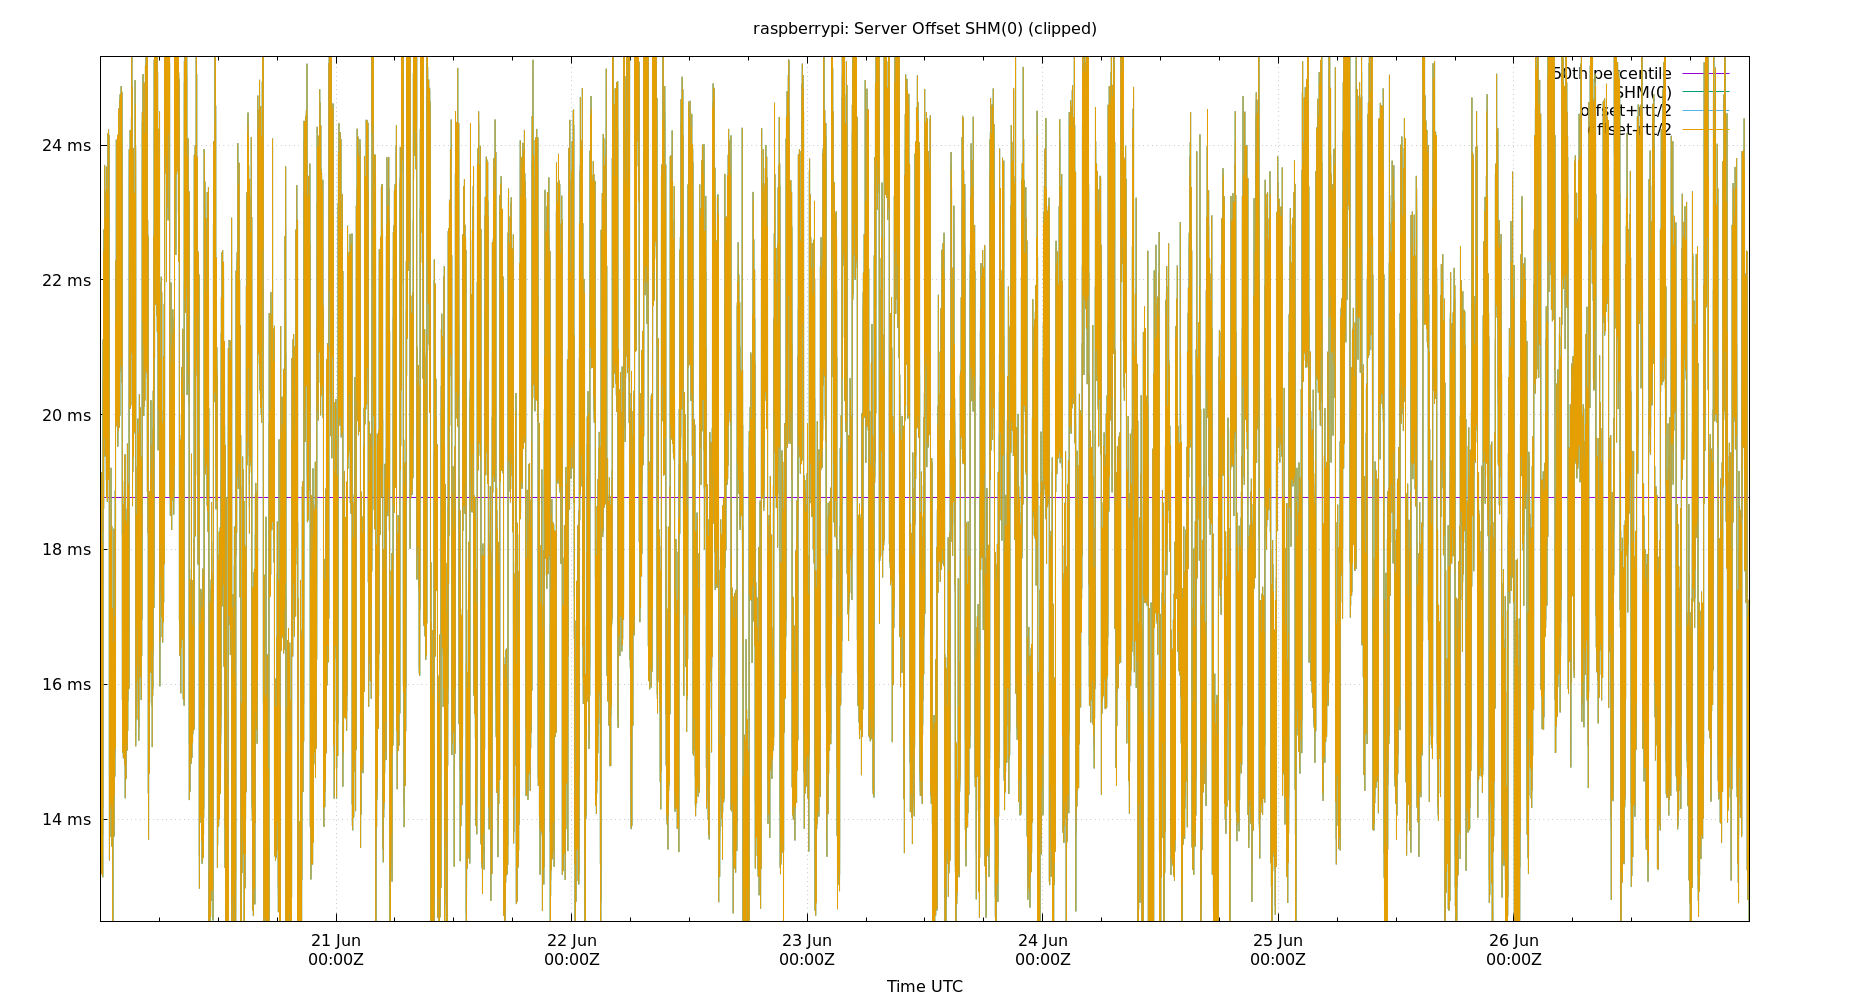 raspberrypi: Server Offset SHM(0) (clipped)
50th percentile
SHM(0)
offset+rtt/2
offset-rtt/2
24 ms
22 ms
20 ms
18 ms
16 ms
14 ms
21 Jun 22 Jun 23 Jun 24 Jun 25 Jun 26 Jun
00:00Z 00:00Z 00:00Z 00:00Z 00:00Z 00:00Z
Time UTC